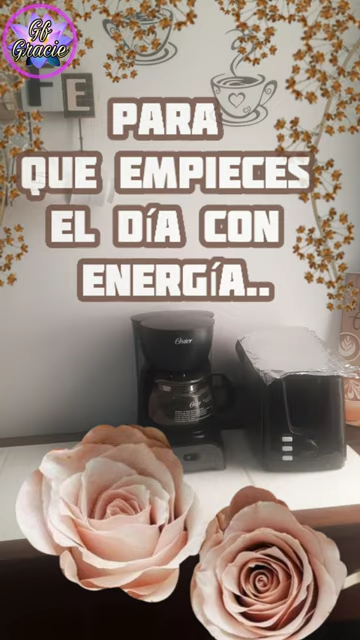 Gf
Gracie
FE
PARA
QUE EMPIECES
EL DÍA CON
ENERGÍA..
Oster